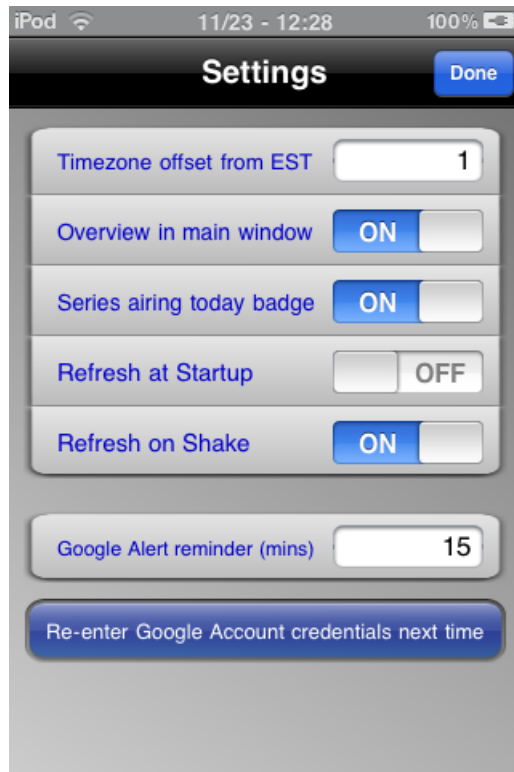 iPod 11/23 - 12:28 100%
Settings Done
Timezone offset from EST 1
Overview in main window ON
Series airing today badge ON
Refresh at Startup OFF
Refresh on Shake ON
Google Alert reminder (mins) 15
Re-enter Google Account credentials next time